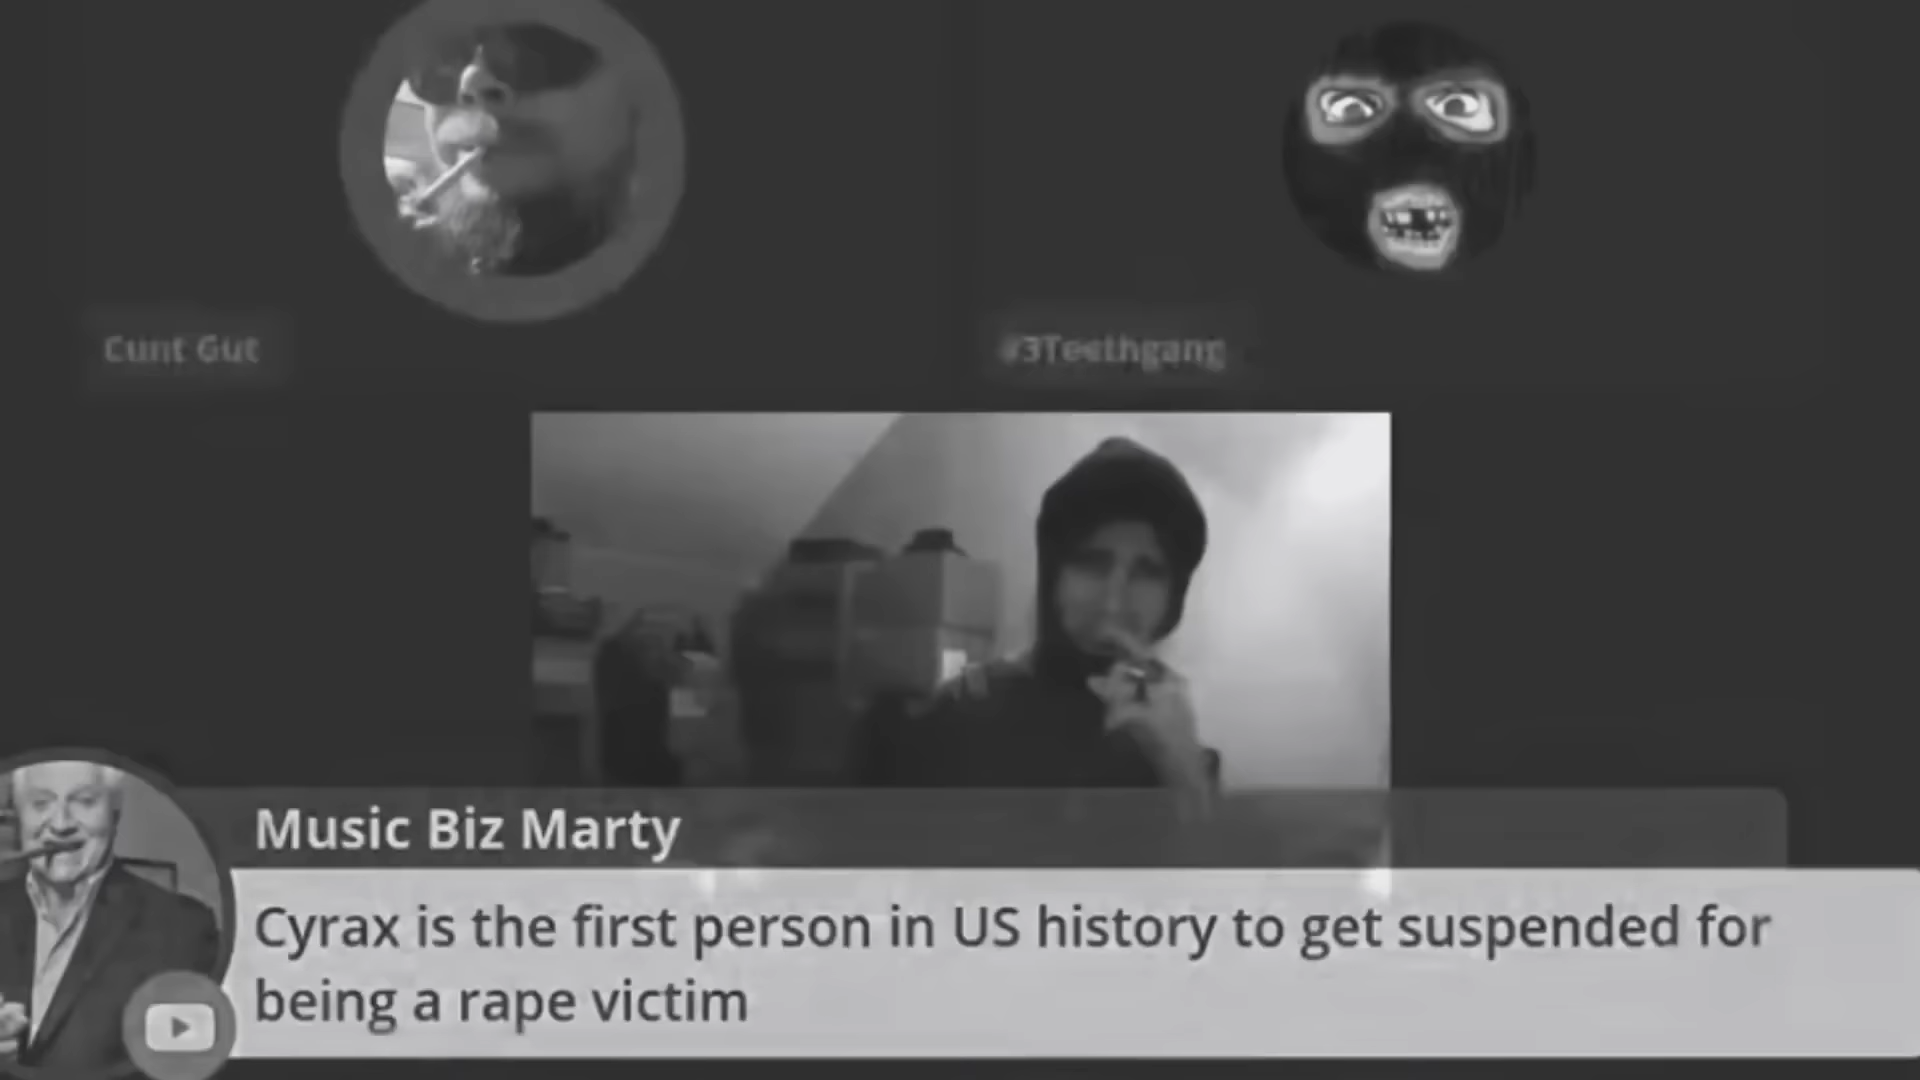 Cunt Gut
#3Teethgang
Music Biz Marty
Cyrax is the first person in US history to get suspended for
being a rape victim